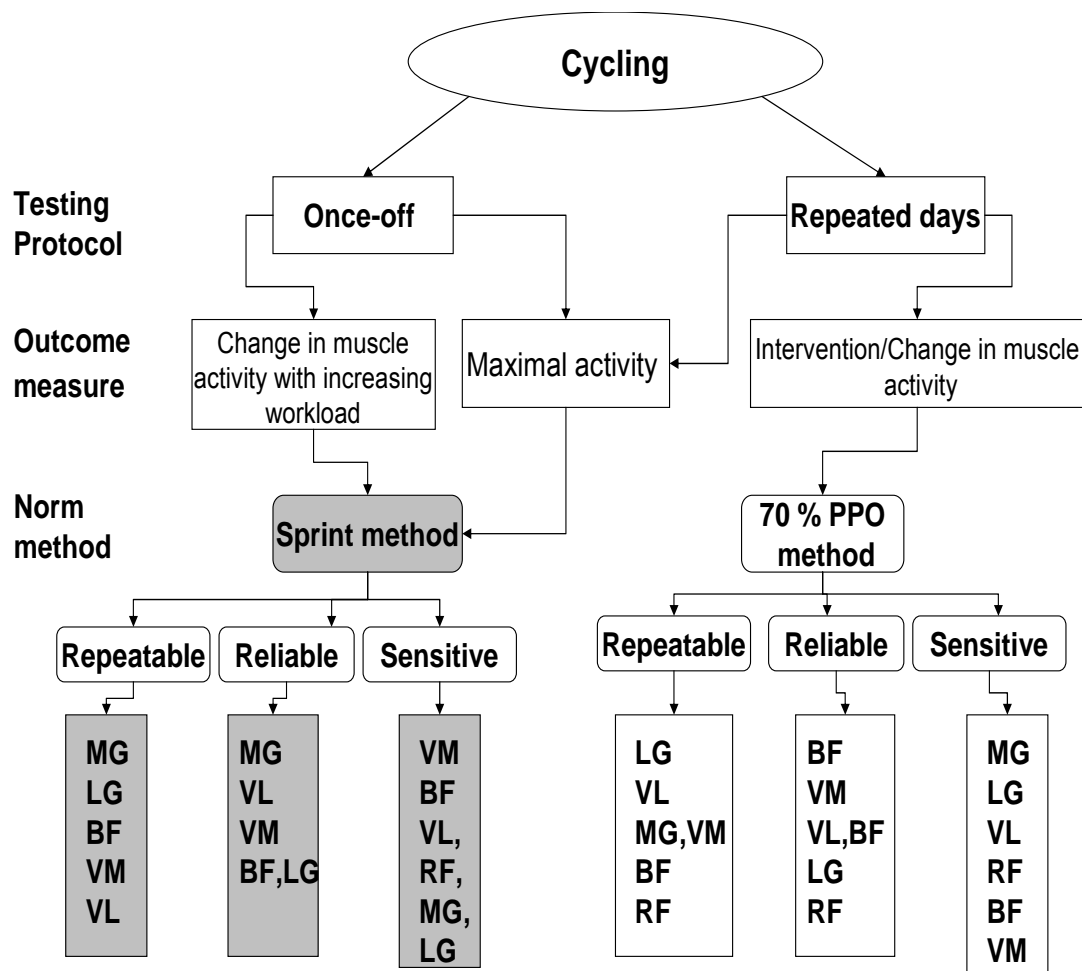 Cycling
Testing
Protocol
Once-off
Repeated days
Outcome
measure
Change in muscle
activity with increasing
workload
Maximal activity
Intervention/Change in muscle
activity
Norm
method
Sprint method
70 % PPO
method
Repeatable
Reliable
Sensitive
Repeatable
Reliable
Sensitive
MG
LG
BF
VM
VL
MG
VL
VM
BF,LG
VM
BF
VL,
RF,
MG,
LG
LG
VL
MG,VM
BF
RF
BF
VM
VL,BF
LG
RF
MG
LG
VL
RF
BF
VM